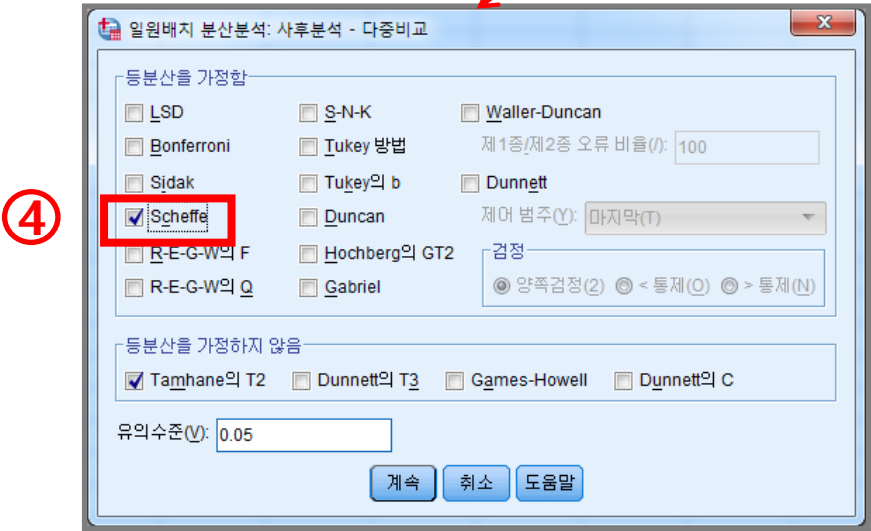 일원배치 분산분석: 사후분석 - 다중비교
등분산을 가정함
LSD S-N-K Waller-Duncan
Bonferroni Tukey 방법 제1종/제2종 오류 비율(/): 100
Sidak Tukey의 b Dunnett
④ Scheffe Duncan 제어 범주(Y): 마지막(T)
R-E-G-W의 F Hochberg의 GT2 검정
R-E-G-W의 Q Gabriel 양쪽검정(2) < 통제(O) > 통제(N)
등분산을 가정하지 않음
Tamhane의 T2 Dunnett의 T3 Games-Howell Dunnett의 C
유의수준(V): 0.05
계속 취소 도움말